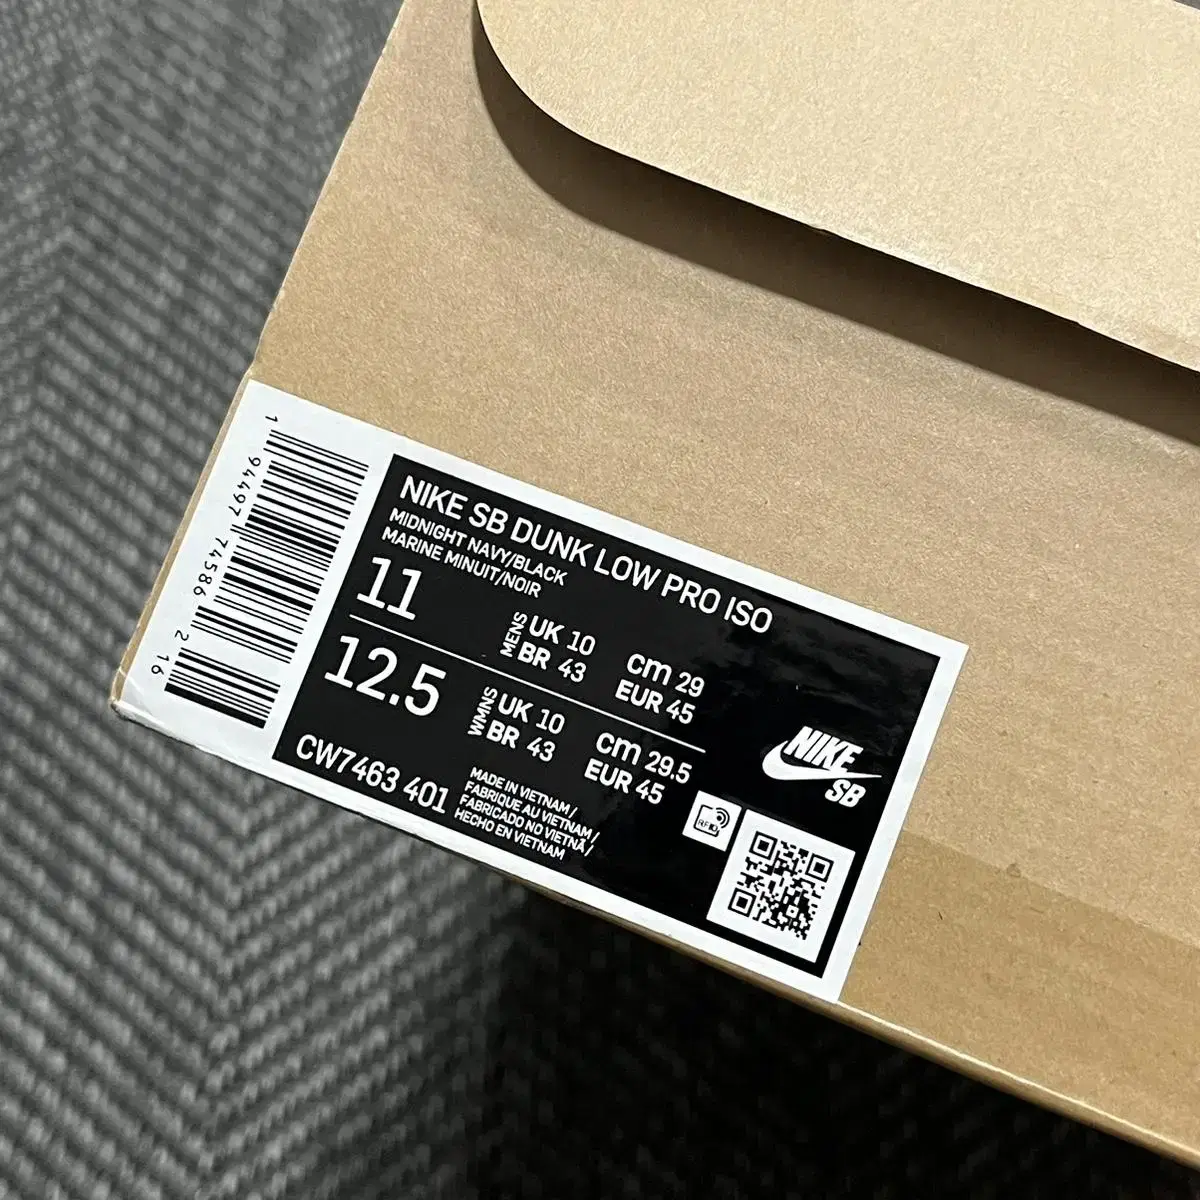 1 94497 74586 2 16
NIKE SB DUNK LOW PRO ISO
MIDNIGHT NAVY/BLACK
MARINE MINUIT/NOIR
11
MENS
UK 10
BR 43
cm 29
EUR 45
12.5
WMNS
UK 10
BR 43
cm 29.5
EUR 45
CW7463 401
MADE IN VIETNAM/
FABRIQUE AU VIETNAM/
FABRICADO NO VIETNÃ/
HECHO EN VIETNAM
NIKE
SB
RFID